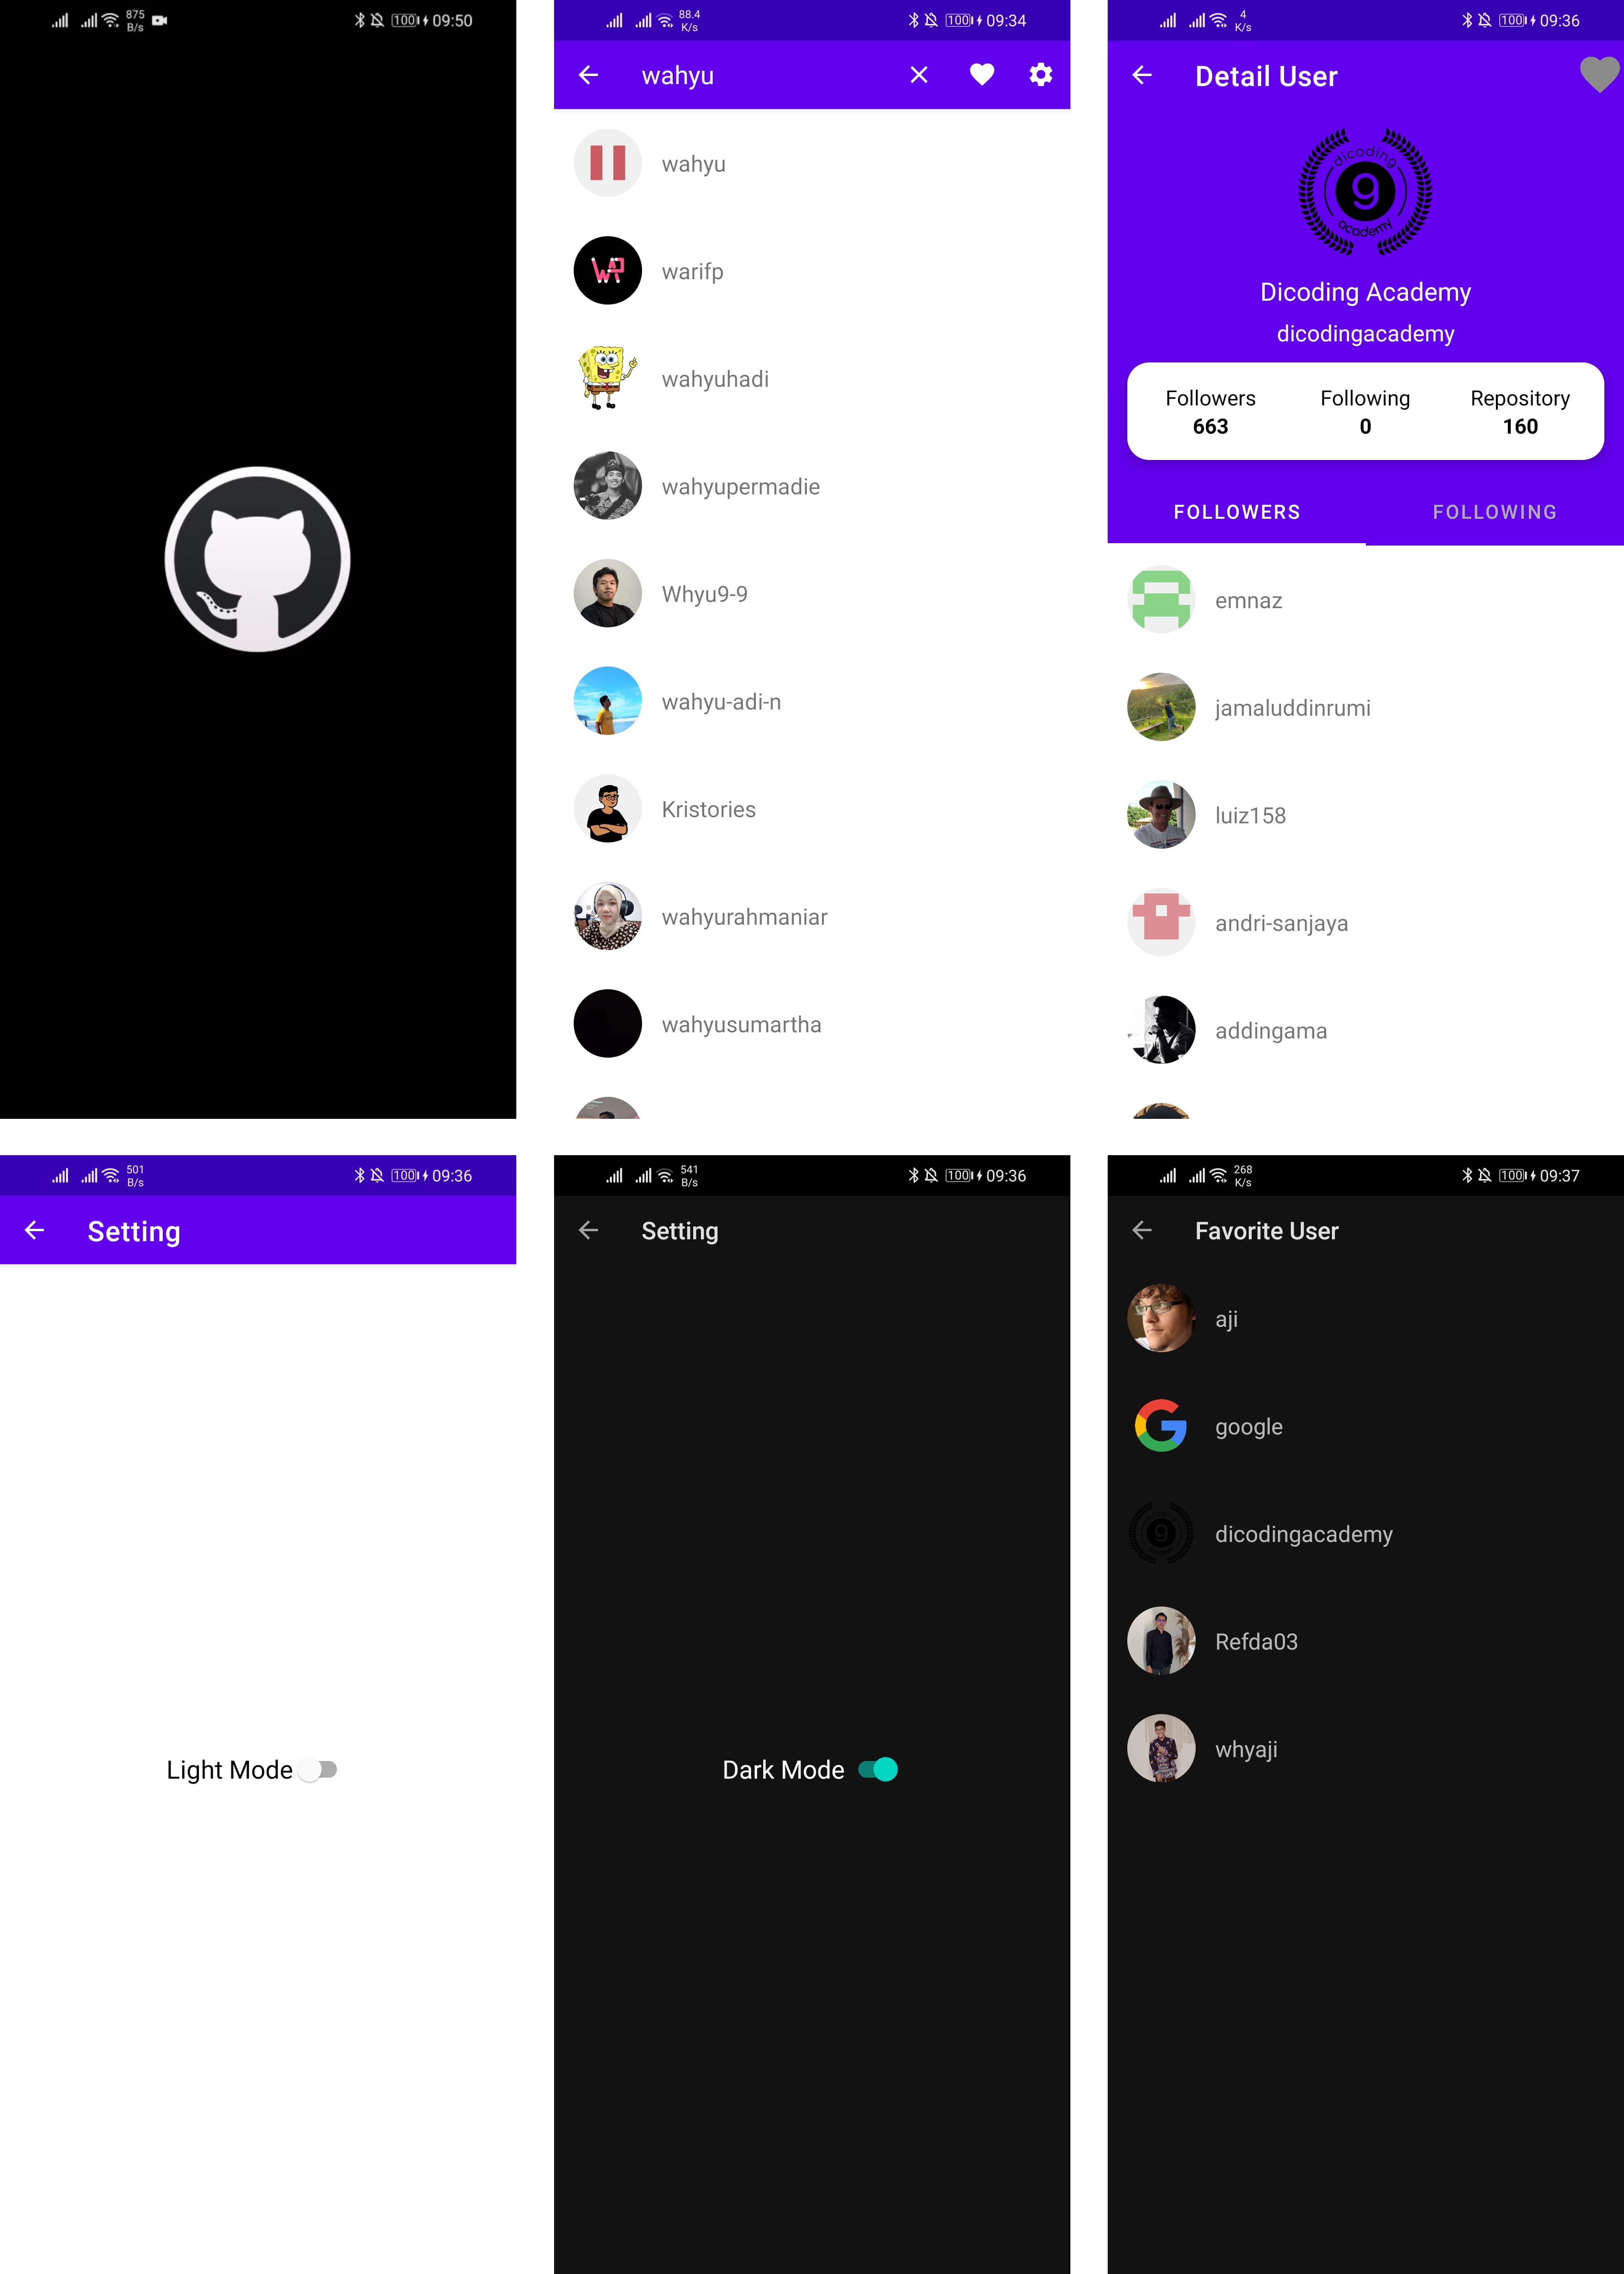 875
B/s
100
09:50
88.4
K/s
100
09:34
wahyu
wahyu
WP
warifp
wahyuhadi
wahyupermadie
Whyu9-9
wahyu-adi-n
Kristories
wahyurahmaniar
wahyusumartha
4
K/s
100
09:36
Detail User
dicoding
9
academy
Dicoding Academy
dicodingacademy
Followers Following Repository
663 0 160
FOLLOWERS FOLLOWING
emnaz
jamaluddinrumi
luiz158
andri-sanjaya
addingama
501
B/s
100
09:36
Setting
Light Mode
541
B/s
100
09:36
Setting
Dark Mode
268
K/s
100
09:37
Favorite User
aji
G
google
9
dicodingacademy
Refda03
whyaji